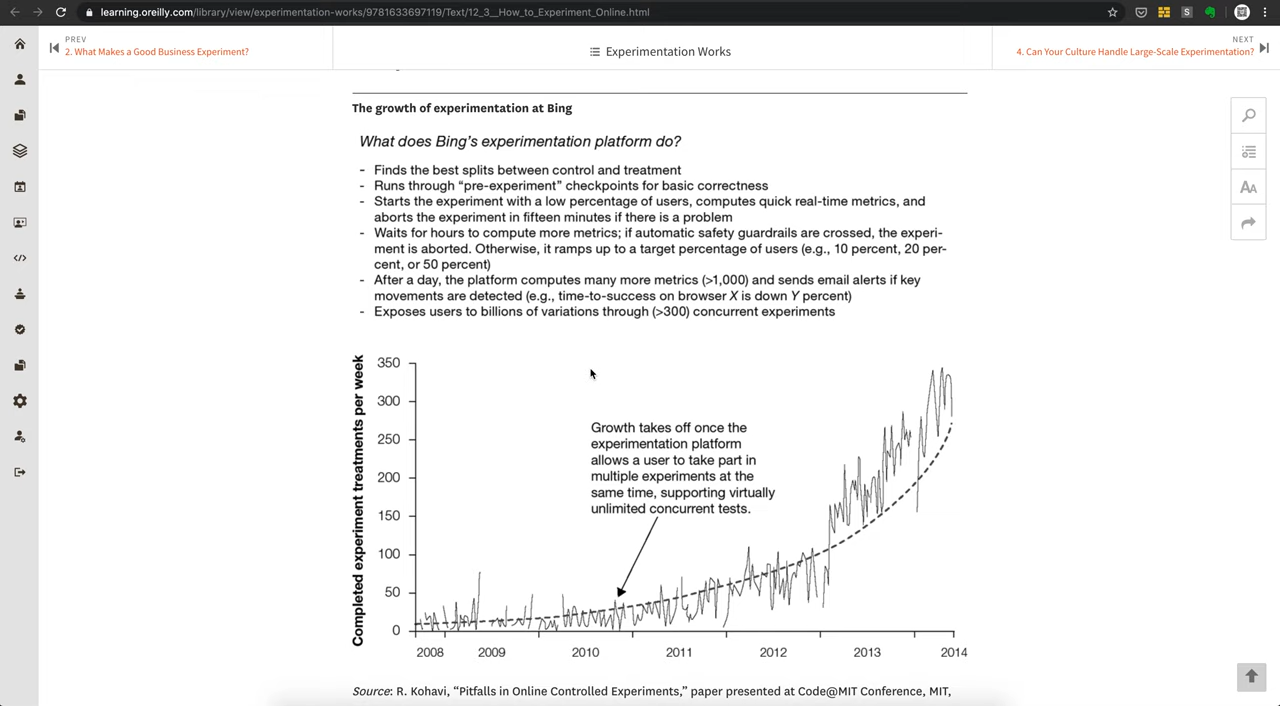 learning.oreilly.com/library/view/experimentation-works/9781633697119/Text/12_3__How_to_Experiment_Online.html
PREV
2. What Makes a Good Business Experiment?
Experimentation Works
NEXT
4. Can Your Culture Handle Large-Scale Experimentation?
The growth of experimentation at Bing
What does Bing's experimentation platform do?
- Finds the best splits between control and treatment
- Runs through “pre-experiment” checkpoints for basic correctness
- Starts the experiment with a low percentage of users, computes quick real-time metrics, and
aborts the experiment in fifteen minutes if there is a problem
- Waits for hours to compute more metrics; if automatic safety guardrails are crossed, the experi-
ment is aborted. Otherwise, it ramps up to a target percentage of users (e.g., 10 percent, 20 per-
cent, or 50 percent)
- After a day, the platform computes many more metrics (>1,000) and sends email alerts if key
movements are detected (e.g., time-to-success on browser X is down Y percent)
- Exposes users to billions of variations through (>300) concurrent experiments
Completed experiment treatments per week
350
300
250
200
150
100
50
0
Growth takes off once the
experimentation platform
allows a user to take part in
multiple experiments at the
same time, supporting virtually
unlimited concurrent tests.
2008 2009 2010 2011 2012 2013 2014
Source: R. Kohavi, “Pitfalls in Online Controlled Experiments,” paper presented at Code@MIT Conference, MIT,
AA
S